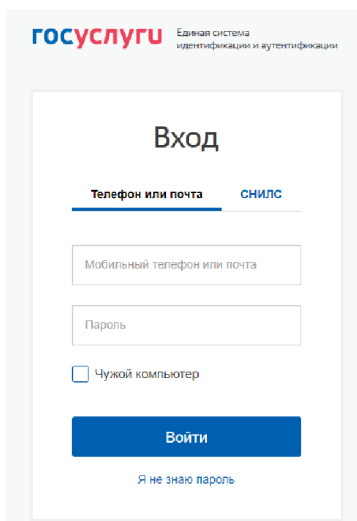 госуслуги
Единая система
идентификации и аутентификации
Вход
Телефон или почта
СНИЛС
Мобильный телефон или почта
Пароль
Чужой компьютер
Войти
Я не знаю пароль